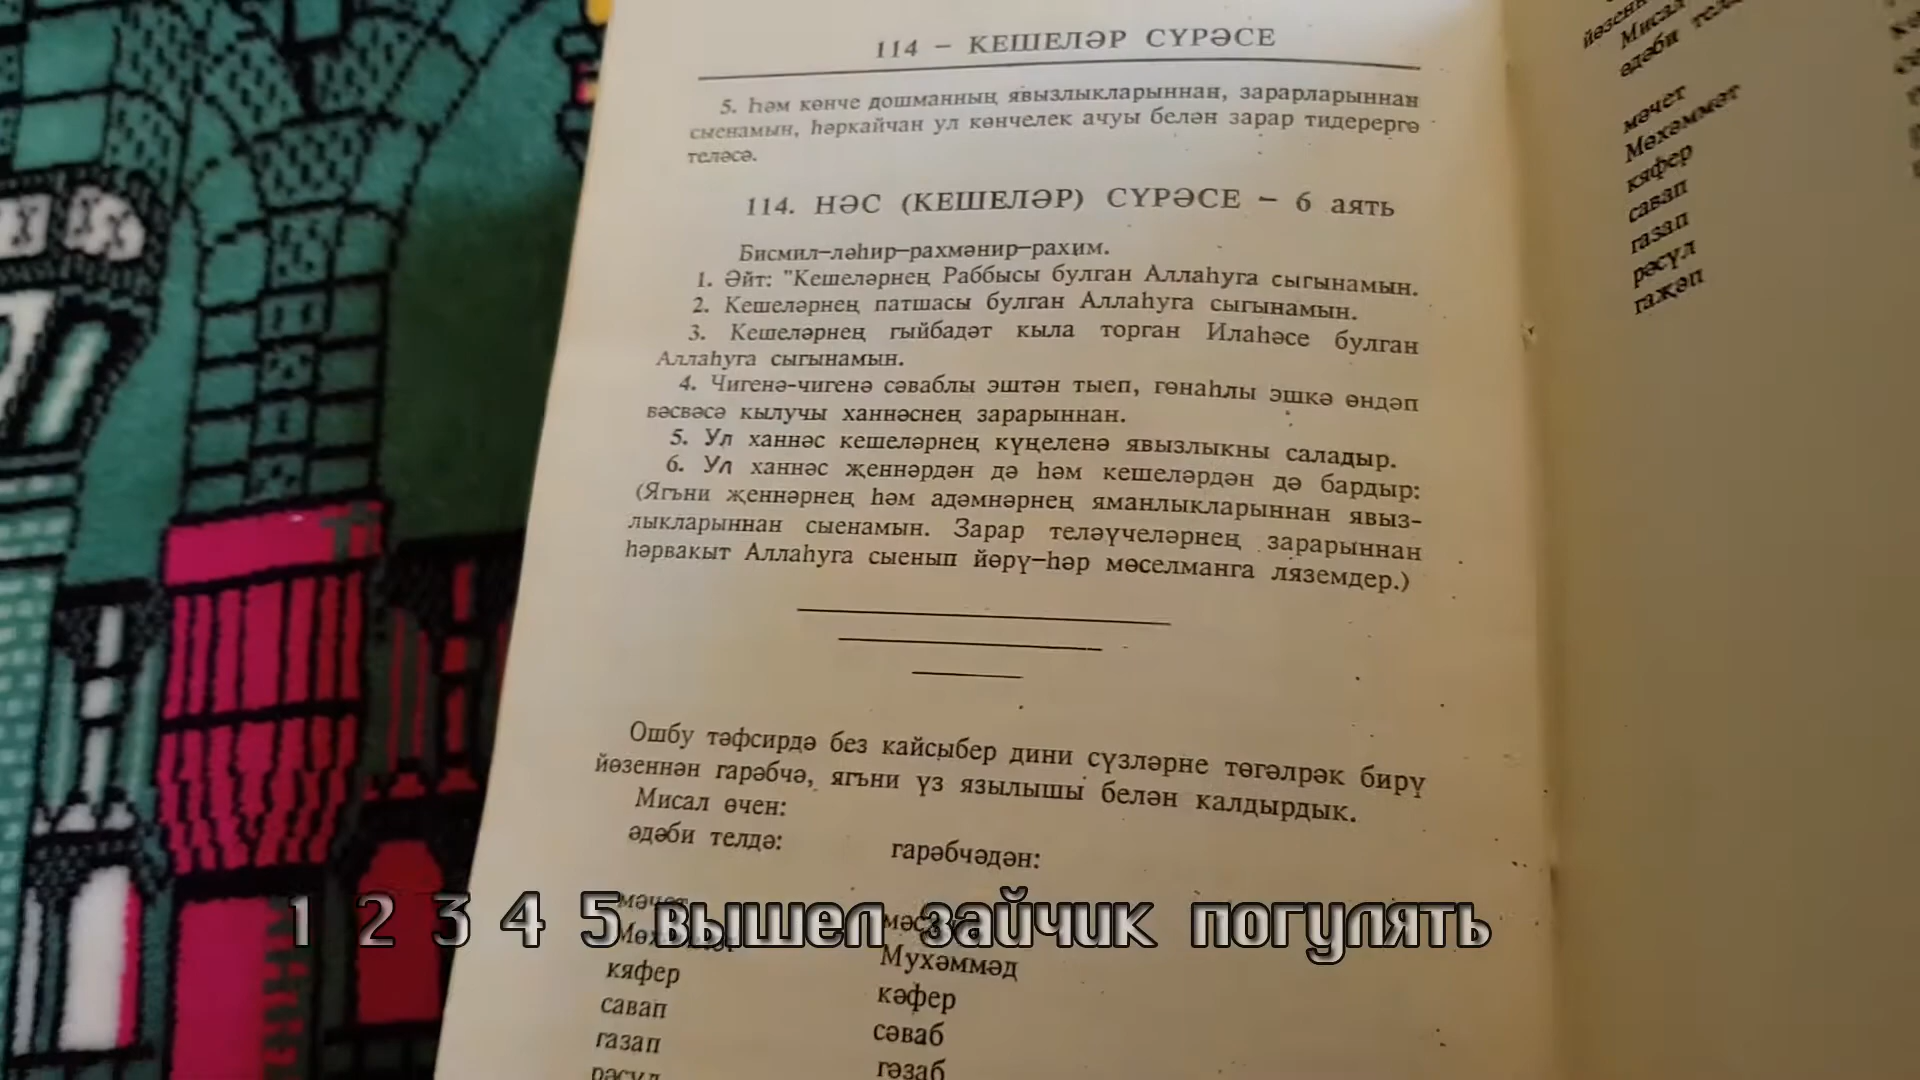 114 – КЕШЕЛӘР СҮРӘСЕ
5. Һәм көнче дошманның явызлыкларыннан, зарарларыннан
сыенамын, һәркайчан ул көнчелек ачуы белән зарар тидерергә
теләсә.
114. НӘС (КЕШЕЛӘР) СҮРӘСЕ – 6 аять
Бисмил–ләһир–рахмәнир–рахим.
1. Әйт: "Кешеләрнең Раббысы булган Аллаһуга сыгынамын.
2. Кешеләрнең патшасы булган Аллаһуга сыгынамын.
3. Кешеләрнең гыйбадәт кыла торган Илаһәсе булган
Аллаһуга сыгынамын.
4. Чигенә-чигенә сәваблы эштән тыеп, гөнаһлы эшкә өндәп
вәсвәсә кылучы ханнәснең зарарыннан.
5. Ул ханнәс кешеләрнең күңеленә явызлыкны саладыр.
6. Ул ханнәс җеннәрдән дә һәм кешеләрдән дә бардыр:
(Ягъни җеннәрнең һәм адәмнәрнең яманлыкларыннан явыз-
лыкларыннан сыенамын. Зарар теләүчеләрнең зарарыннан
һәрвакыт Аллаһуга сыенып йөрү–һәр мөселманга ляземдер.)
Ошбу тәфсирдә без кайсыбер дини сүзләрне төгәлрәк бирү
йөзеннән гарәбчә, ягъни үз язылышы белән калдырдык.
Мисал өчен:
әдәби телдә: гарәбчәдән:
1 2 3 4 5 вышел зайчик погулять
Мухәммәд
кяфер кәфер
савап сәваб
газап гәзаб
рәсүл
Мисал
әдәби
мәчет
Мөхәммәт
кяфер
савап
газап
рәсүл
гаҗәп